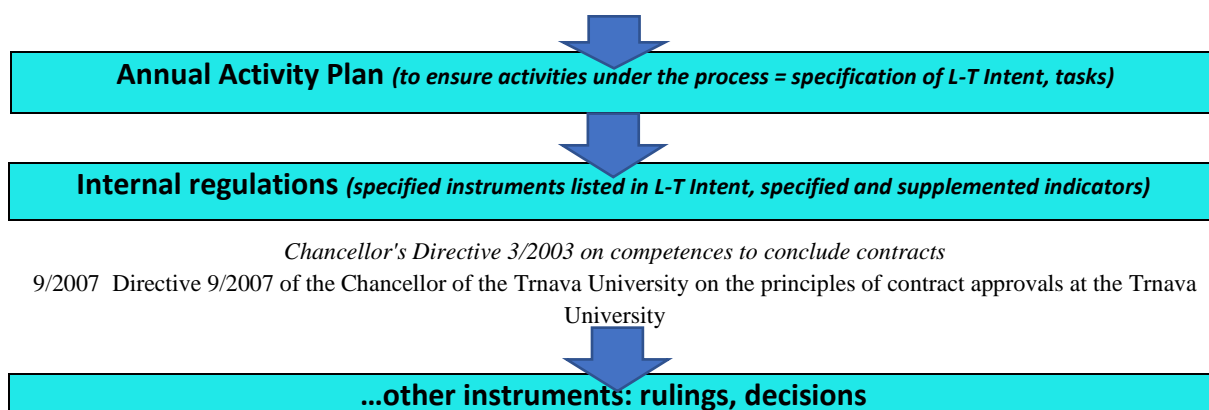 Annual Activity Plan (to ensure activities under the process = specification of L-T Intent, tasks)
Internal regulations (specified instruments listed in L-T Intent, specified and supplemented indicators)
Chancellor's Directive 3/2003 on competences to conclude contracts
9/2007 Directive 9/2007 of the Chancellor of the Trnava University on the principles of contract approvals at the Trnava
University
…other instruments: rulings, decisions